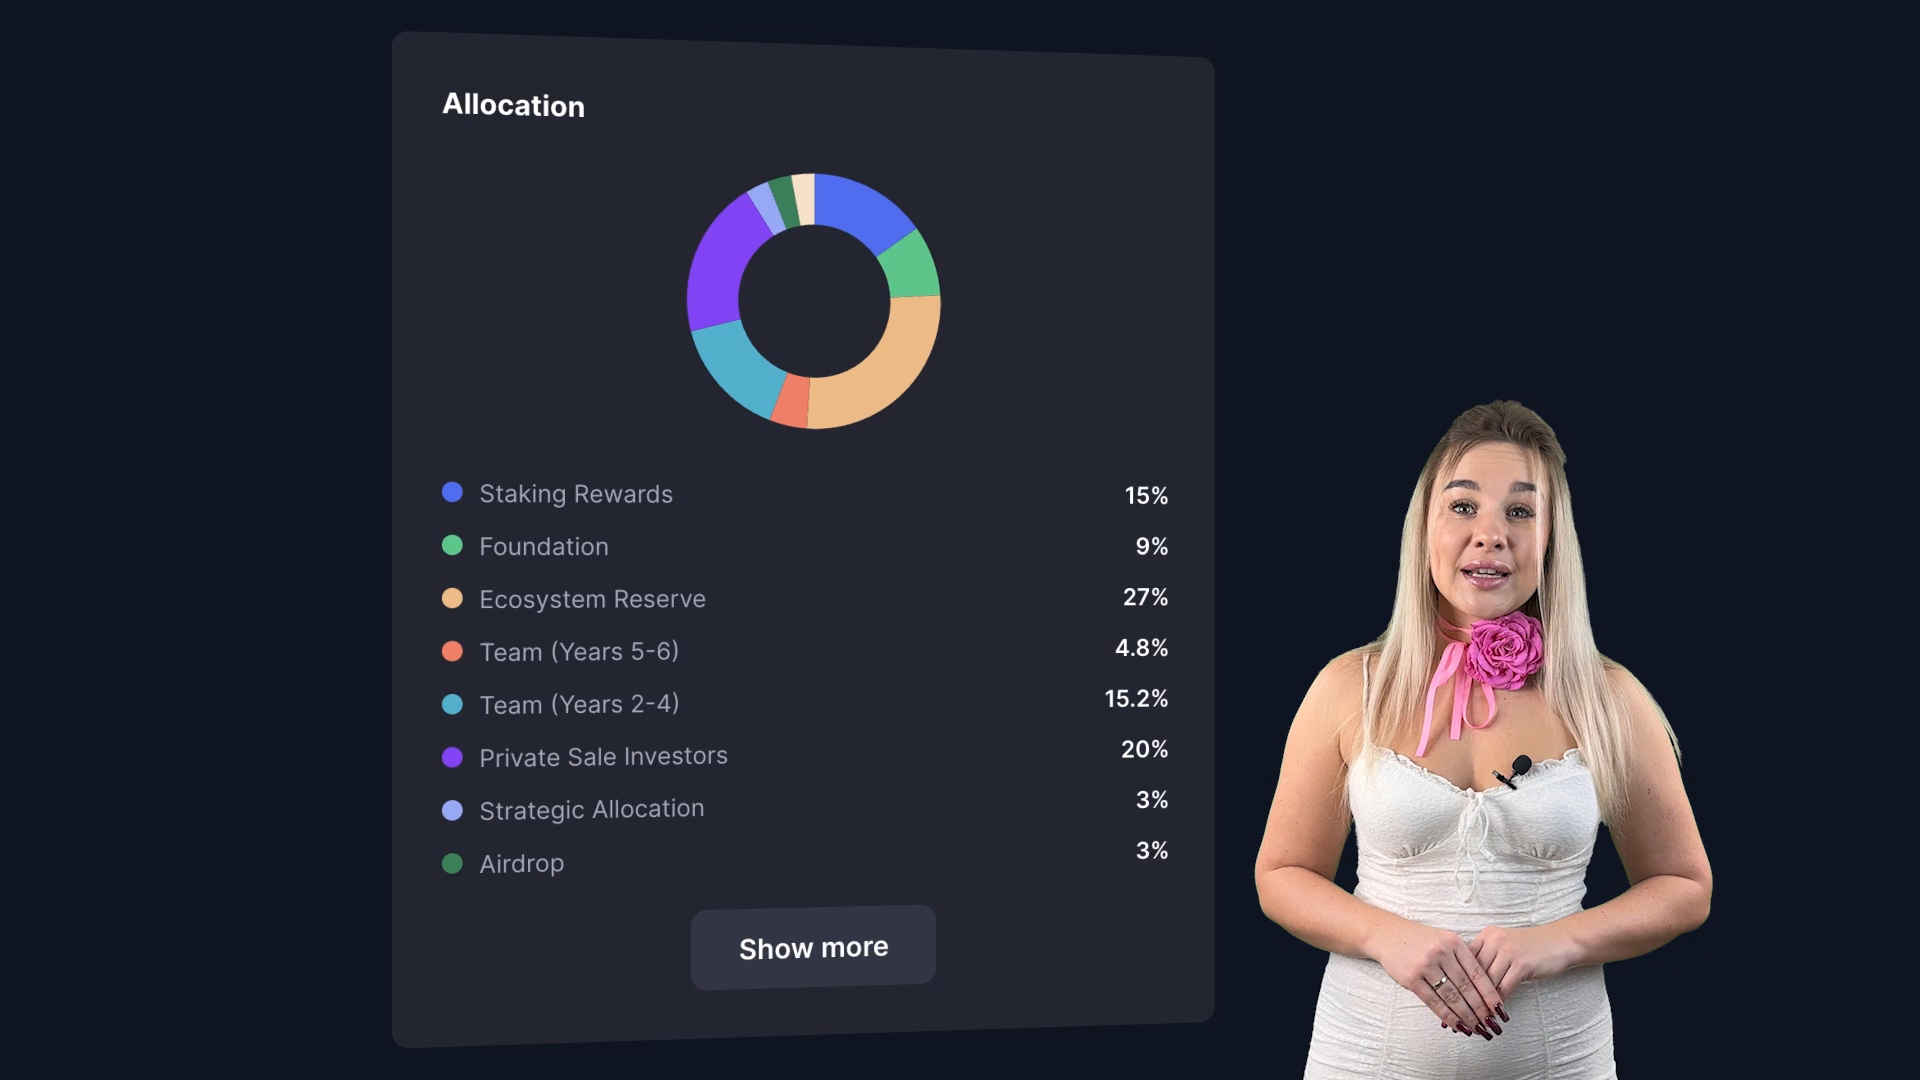 Allocation
Staking Rewards 15%
Foundation 9%
Ecosystem Reserve 27%
Team (Years 5-6) 4.8%
Team (Years 2-4) 15.2%
Private Sale Investors 20%
Strategic Allocation 3%
Airdrop 3%
Show more